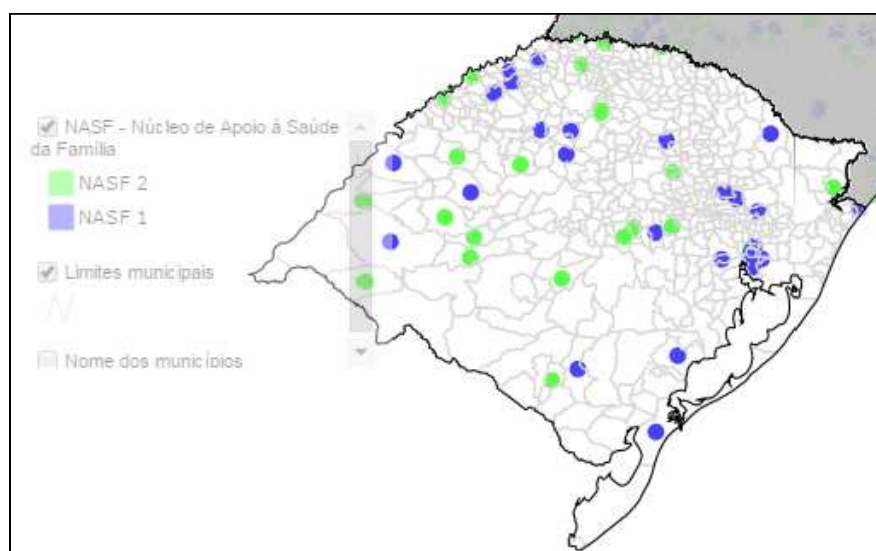 NASF - Núcleo de Apoio à Saúde
da Família
NASF 2
NASF 1
Limites municipais
Nome dos municípios